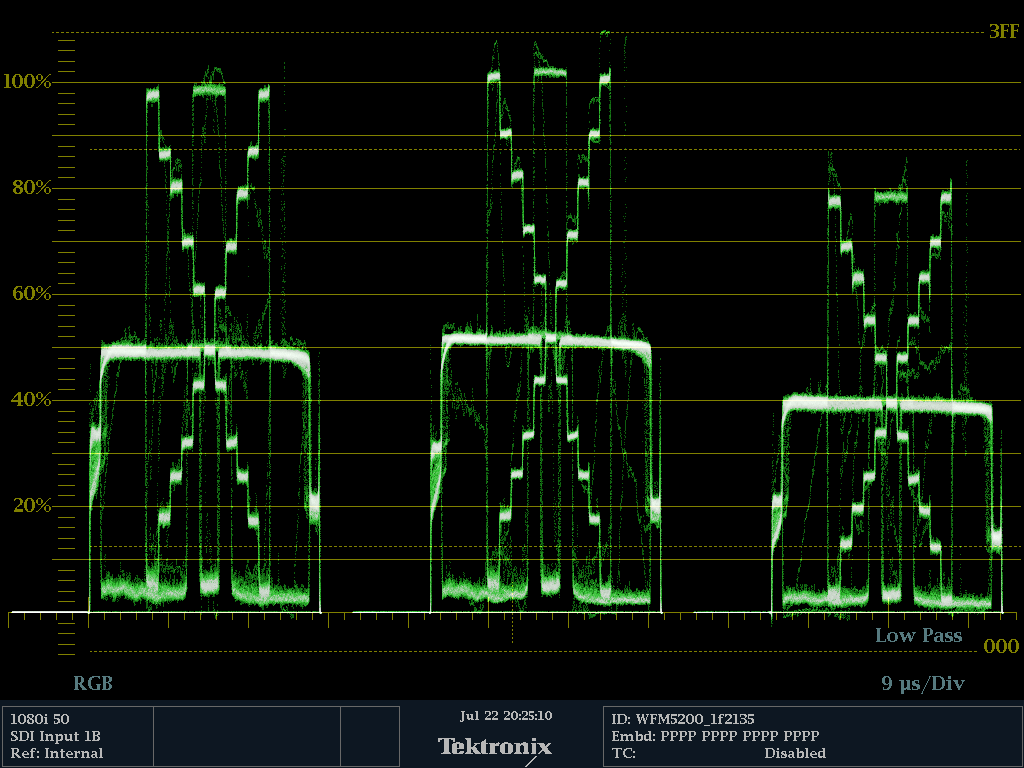 3FF
100%
80%
60%
40%
20%
Low Pass
000
RGB
9 µs/Div
1080i 50
SDI Input 1B
Ref: Internal
Jul 22 20:25:10
Tektronix
ID: WFM5200_1f2135
Embd: PPPP PPPP PPPP PPPP
TC: Disabled